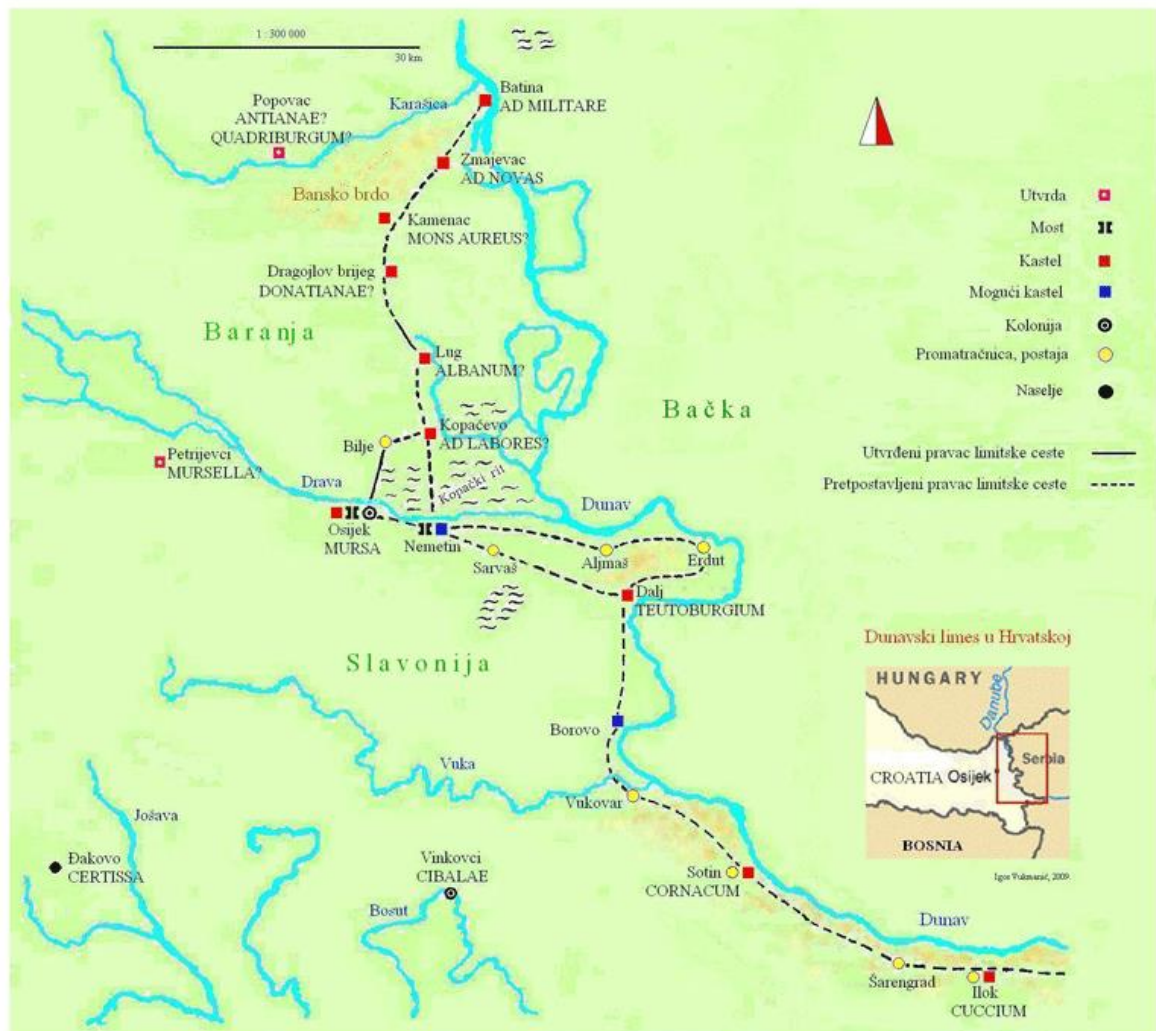 1 : 300 000
30 km
Batina
AD MILITARE
Karašica
Popovac
ANTIANAE?
QUADRIBURGUM?
Zmajevac
AD NOVAS
Bansko brdo
Kamenac
MONS AUREUS?
Dragojlov brijeg
DONATIANAE?
Baranja
Lug
ALBANUM?
Bačka
Kopačevo
AD LABORES?
Bilje
Petrijevci
MURSELLA?
Kopački rit
Drava
Dunav
Osijek
MURSA
Nemetin
Sarvaš
Aljmaš
Erdut
Dalj
TEUTOBURGIUM
Slavonija
Borovo
Vuka
Vukovar
Jošava
Đakovo
CERTISSA
Vinkovci
CIBALAE
Bosut
Sotin
CORNACUM
Dunav
Šarengrad
Ilok
CUCCIUM
Utvrda
Most
Kastel
Mogući kastel
Kolonija
Promatračnica, postaja
Naselje
Utvrđeni pravac limitske ceste
Pretpostavljeni pravac limitske ceste
Dunavski limes u Hrvatskoj
HUNGARY
Danube
Serbia
CROATIA Osijek
BOSNIA
Igor Vukmanić, 2009.